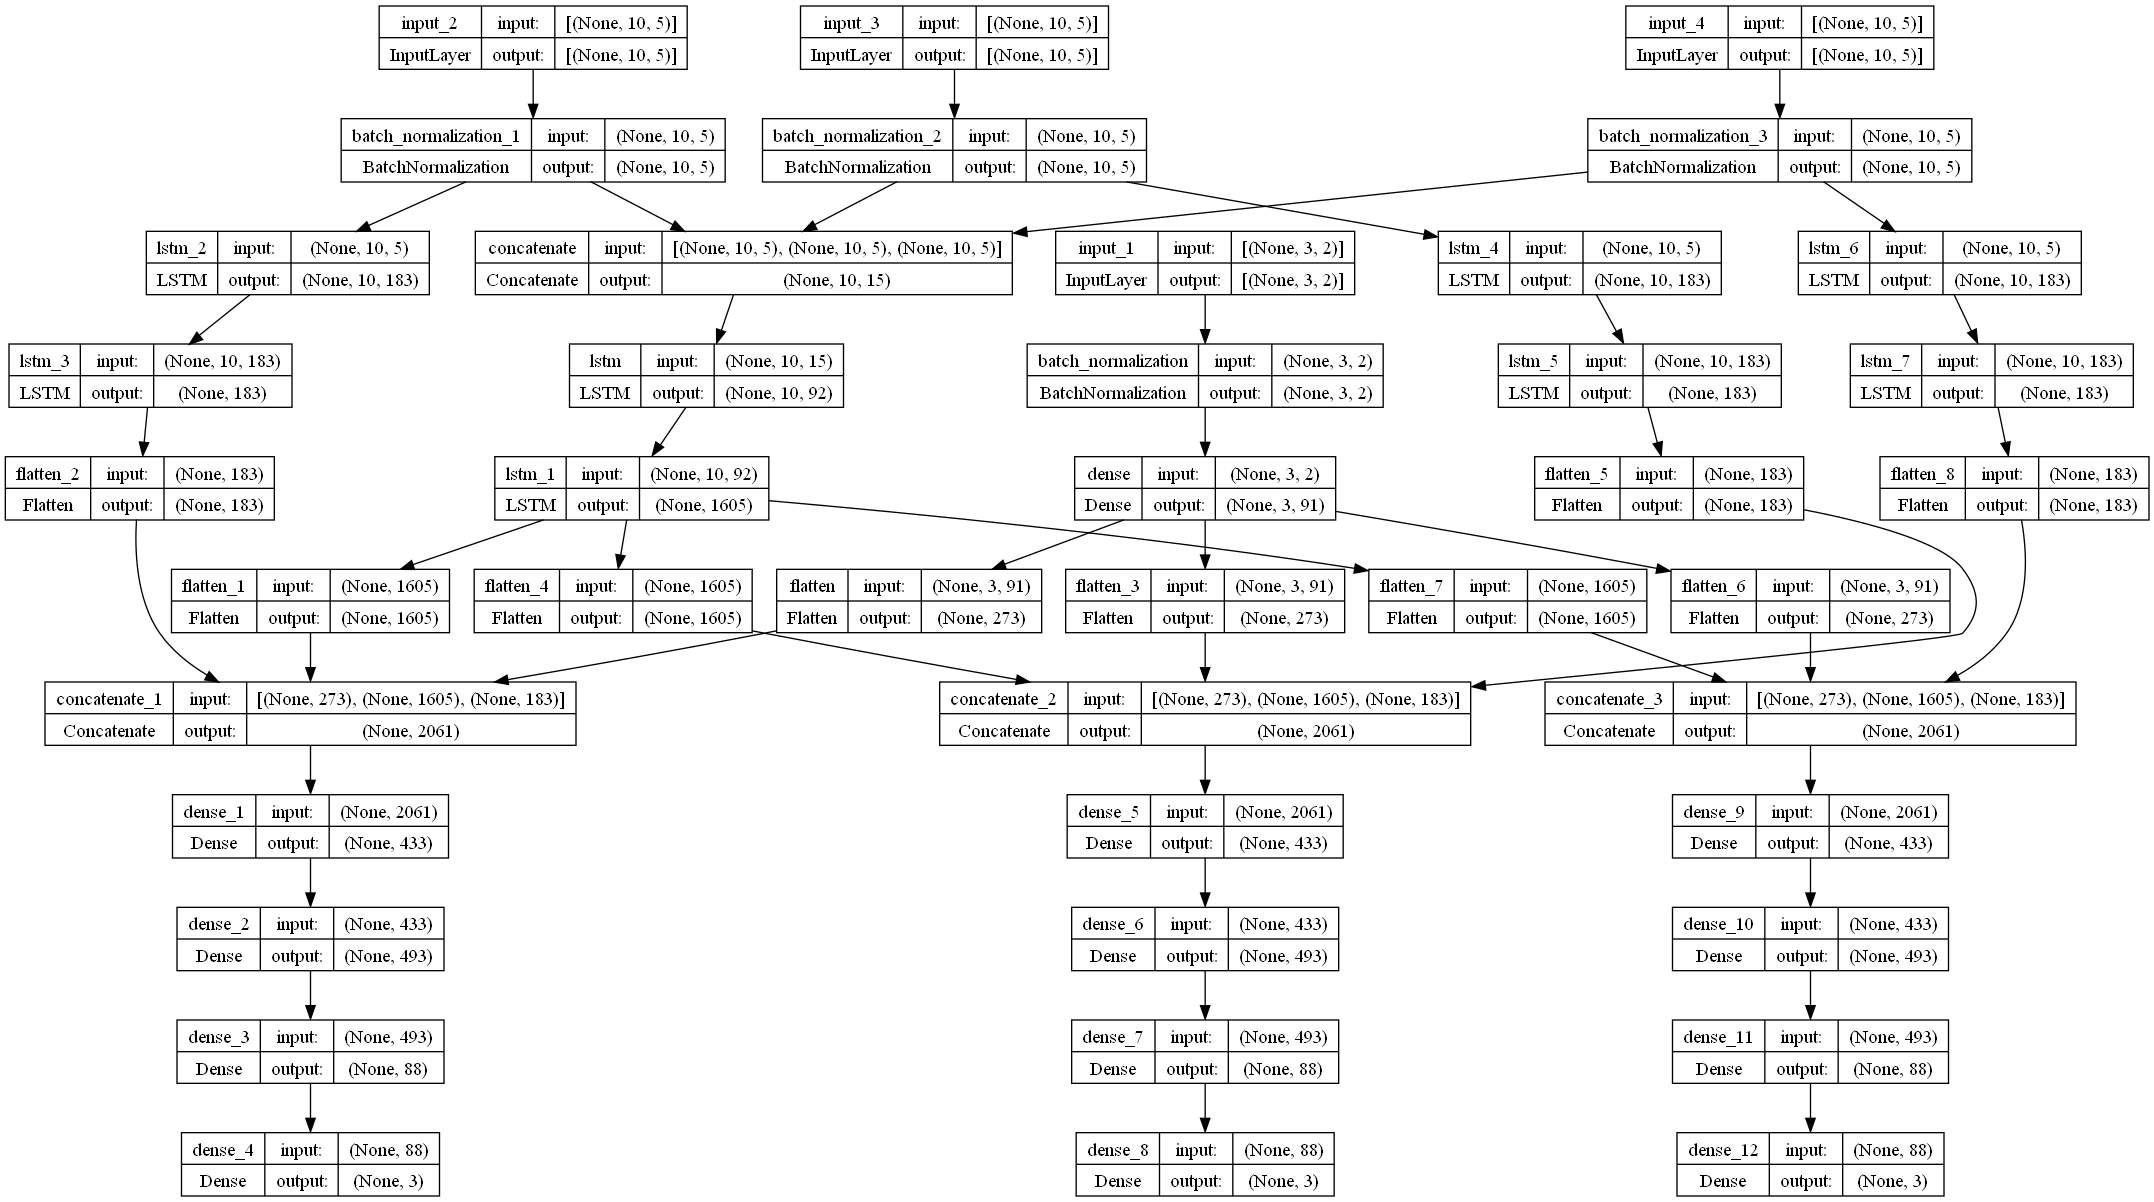 input_2 input: [(None, 10, 5)]
InputLayer output: [(None, 10, 5)]
input_3 input: [(None, 10, 5)]
InputLayer output: [(None, 10, 5)]
input_4 input: [(None, 10, 5)]
InputLayer output: [(None, 10, 5)]
batch_normalization_1 input: (None, 10, 5)
BatchNormalization output: (None, 10, 5)
batch_normalization_2 input: (None, 10, 5)
BatchNormalization output: (None, 10, 5)
batch_normalization_3 input: (None, 10, 5)
BatchNormalization output: (None, 10, 5)
lstm_2 input: (None, 10, 5)
LSTM output: (None, 10, 183)
concatenate input: [(None, 10, 5), (None, 10, 5), (None, 10, 5)]
Concatenate output: (None, 10, 15)
input_1 input: [(None, 3, 2)]
InputLayer output: [(None, 3, 2)]
lstm_4 input: (None, 10, 5)
LSTM output: (None, 10, 183)
lstm_6 input: (None, 10, 5)
LSTM output: (None, 10, 183)
lstm_3 input: (None, 10, 183)
LSTM output: (None, 183)
lstm input: (None, 10, 15)
LSTM output: (None, 10, 92)
batch_normalization input: (None, 3, 2)
BatchNormalization output: (None, 3, 2)
lstm_5 input: (None, 10, 183)
LSTM output: (None, 183)
lstm_7 input: (None, 10, 183)
LSTM output: (None, 183)
flatten_2 input: (None, 183)
Flatten output: (None, 183)
lstm_1 input: (None, 10, 92)
LSTM output: (None, 1605)
dense input: (None, 3, 2)
Dense output: (None, 3, 91)
flatten_5 input: (None, 183)
Flatten output: (None, 183)
flatten_8 input: (None, 183)
Flatten output: (None, 183)
flatten_1 input: (None, 1605)
Flatten output: (None, 1605)
flatten_4 input: (None, 1605)
Flatten output: (None, 1605)
flatten input: (None, 3, 91)
Flatten output: (None, 273)
flatten_3 input: (None, 3, 91)
Flatten output: (None, 273)
flatten_7 input: (None, 1605)
Flatten output: (None, 1605)
flatten_6 input: (None, 3, 91)
Flatten output: (None, 273)
concatenate_1 input: [(None, 273), (None, 1605), (None, 183)]
Concatenate output: (None, 2061)
concatenate_2 input: [(None, 273), (None, 1605), (None, 183)]
Concatenate output: (None, 2061)
concatenate_3 input: [(None, 273), (None, 1605), (None, 183)]
Concatenate output: (None, 2061)
dense_1 input: (None, 2061)
Dense output: (None, 433)
dense_5 input: (None, 2061)
Dense output: (None, 433)
dense_9 input: (None, 2061)
Dense output: (None, 433)
dense_2 input: (None, 433)
Dense output: (None, 493)
dense_6 input: (None, 433)
Dense output: (None, 493)
dense_10 input: (None, 433)
Dense output: (None, 493)
dense_3 input: (None, 493)
Dense output: (None, 88)
dense_7 input: (None, 493)
Dense output: (None, 88)
dense_11 input: (None, 493)
Dense output: (None, 88)
dense_4 input: (None, 88)
Dense output: (None, 3)
dense_8 input: (None, 88)
Dense output: (None, 3)
dense_12 input: (None, 88)
Dense output: (None, 3)